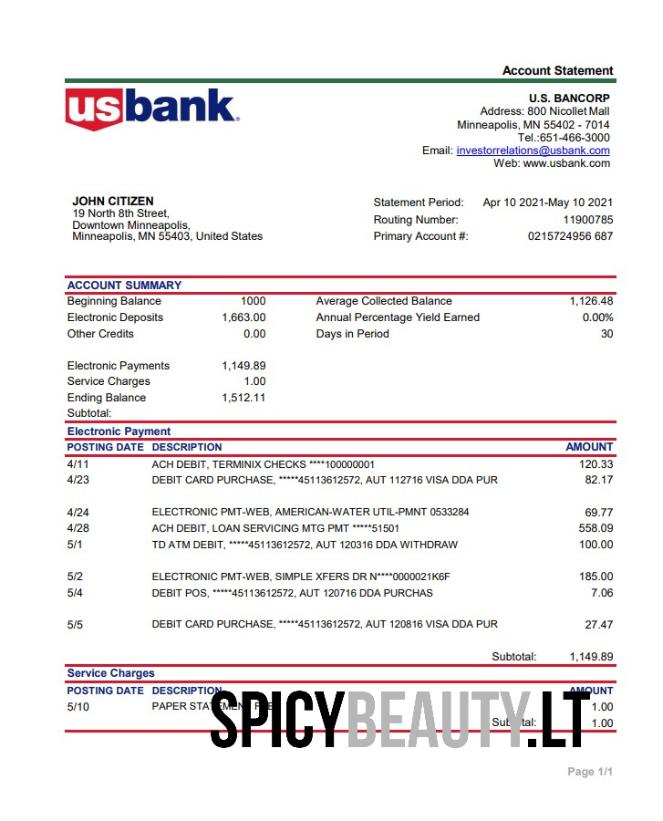 Account Statement
usbank.
U.S. BANCORP
Address: 800 Nicollet Mall
Minneapolis, MN 55402 - 7014
Tel.:651-466-3000
Email: investorrelations@usbank.com
Web: www.usbank.com
JOHN CITIZEN
19 North 8th Street,
Downtown Minneapolis,
Minneapolis, MN 55403, United States
Statement Period: Apr 10 2021-May 10 2021
Routing Number: 11900785
Primary Account #: 0215724956 687
ACCOUNT SUMMARY
Beginning Balance 1000 Average Collected Balance 1,126.48
Electronic Deposits 1,663.00 Annual Percentage Yield Earned 0.00%
Other Credits 0.00 Days in Period 30
Electronic Payments 1,149.89
Service Charges 1.00
Ending Balance 1,512.11
Subtotal:
Electronic Payment
POSTING DATE DESCRIPTION AMOUNT
4/11 ACH DEBIT, TERMINIX CHECKS ****100000001 120.33
4/23 DEBIT CARD PURCHASE, *****45113612572, AUT 112716 VISA DDA PUR 82.17
4/24 ELECTRONIC PMT-WEB, AMERICAN-WATER UTIL-PMNT 0533284 69.77
4/28 ACH DEBIT, LOAN SERVICING MTG PMT *****51501 558.09
5/1 TD ATM DEBIT, *****45113612572, AUT 120316 DDA WITHDRAW 100.00
5/2 ELECTRONIC PMT-WEB, SIMPLE XFERS DR N****0000021K6F 185.00
5/4 DEBIT POS, *****45113612572, AUT 120716 DDA PURCHAS 7.06
5/5 DEBIT CARD PURCHASE, *****45113612572, AUT 120816 VISA DDA PUR 27.47
Subtotal: 1,149.89
Service Charges
POSTING DATE DESCRIPTION AMOUNT
5/10 PAPER STATEMENT FEE 1.00
Subtotal: 1.00
SPICYBEAUTY.LT
Page 1/1